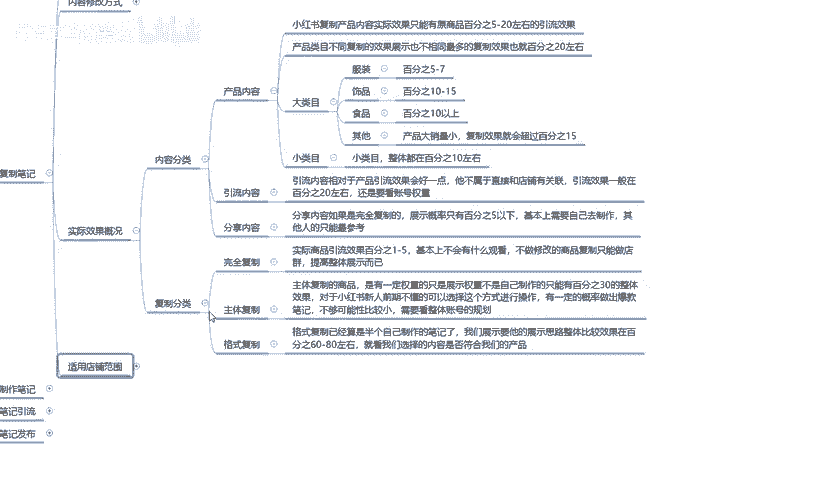 内容修改方式
小红书复制产品内容实际效果只能有原商品百分之5-20左右的引流效果
产品类目不同复制的效果展示也不相同最多的复制效果也就百分之20左右
产品内容
大类目
服装
百分之5-7
饰品
百分之10-15
食品
百分之10以上
其他
产品大销量小，复制效果就会超过百分之15
小类目
小类目，整体都在百分之10左右
内容分类
引流内容
引流内容相对于产品引流效果会好一点，他不属于直接和店铺有关联，引流效果一般在
百分之20左右，还是要看账号权重
分享内容
分享内容如果是完全复制的，展示概率只有百分之5以下，基本上需要自己去制作，其
他人的只能是参考
复制笔记
实际效果概况
完全复制
实际商品引流效果百分之1-5，基本上不会有什么观看，不做修改的商品复制只能做店
群，提高整体展示而已
复制分类
主体复制
主体复制的商品，是有一定权重的只是展示权重不是自己制作的只能有百分之30的整体
效果，对于小红书新人前期不懂的可以选择这个方式进行操作，有一定的概率做出爆款
笔记，不够可能性比较小，需要看整体账号的规划
格式复制
格式复制已经算是半个自己制作的笔记了，我们展示要他的展示思路整体比较效果在百
分之60-80左右，就看我们选择的内容是否符合我们的产品
适用店铺范围
制作笔记
笔记引流
笔记发布